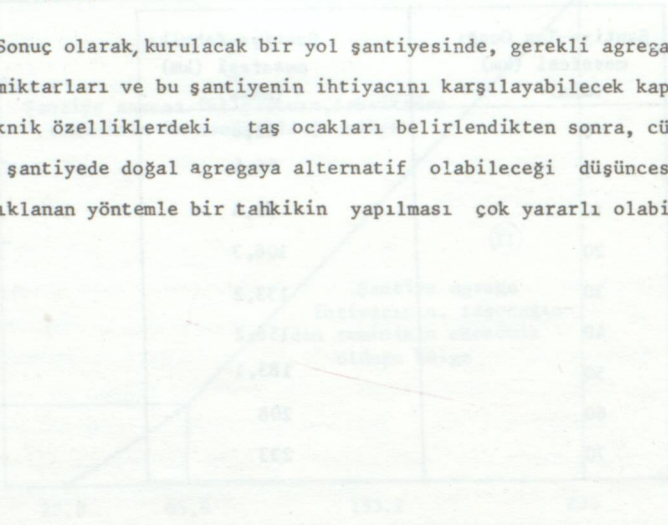 Sonuç olarak, kurulacak bir yol şantiyesinde, gerekli agrega
miktarları ve bu şantiyenin ihtiyacını karşılayabilecek kap
knik özelliklerdeki taş ocakları belirlendikten sonra, cü
şantiyede doğal agregaya alternatif olabileceği düşünces
ıklanan yöntemle bir tahkikin yapılması çok yararlı olabi